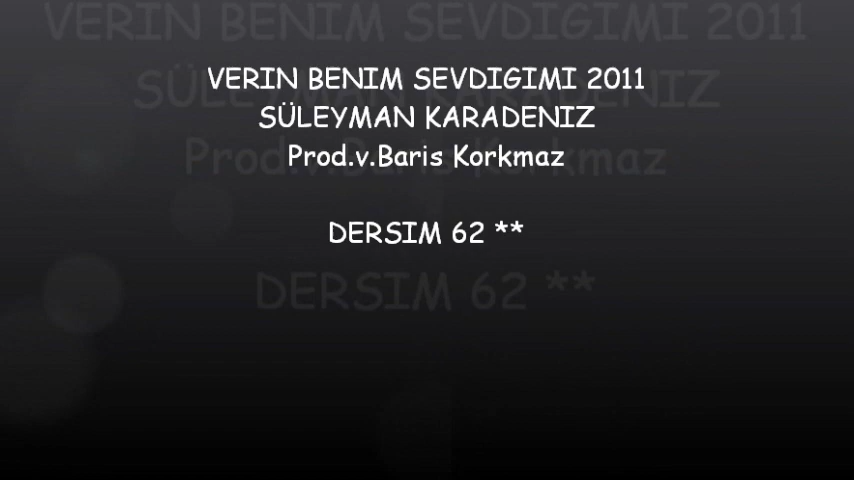 VERIN BENIM SEVDIGIMI 2011
SÜLEYMAN KARADENIZ
Prod.v.Baris Korkmaz
DERSIM 62 **